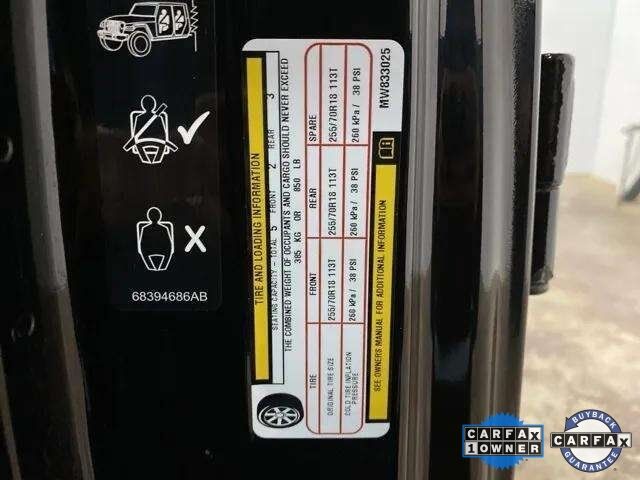 68394686AB
TIRE AND LOADING INFORMATION
SEATING CAPACITY - TOTAL 5 FRONT 2 REAR 3
THE COMBINED WEIGHT OF OCCUPANTS AND CARGO SHOULD NEVER EXCEED
385 KG OR 850 LB
TIRE FRONT REAR SPARE
ORIGINAL TIRE SIZE 255/70R18 113T 255/70R18 113T 255/70R18 113T
COLD TIRE INFLATION PRESSURE 260 kPa / 38 PSI 260 kPa / 38 PSI 260 kPa / 38 PSI
SEE OWNERS MANUAL FOR ADDITIONAL INFORMATION
MW833025
CARFAX
1 OWNER
BUYBACK
CARFAX
GUARANTEE